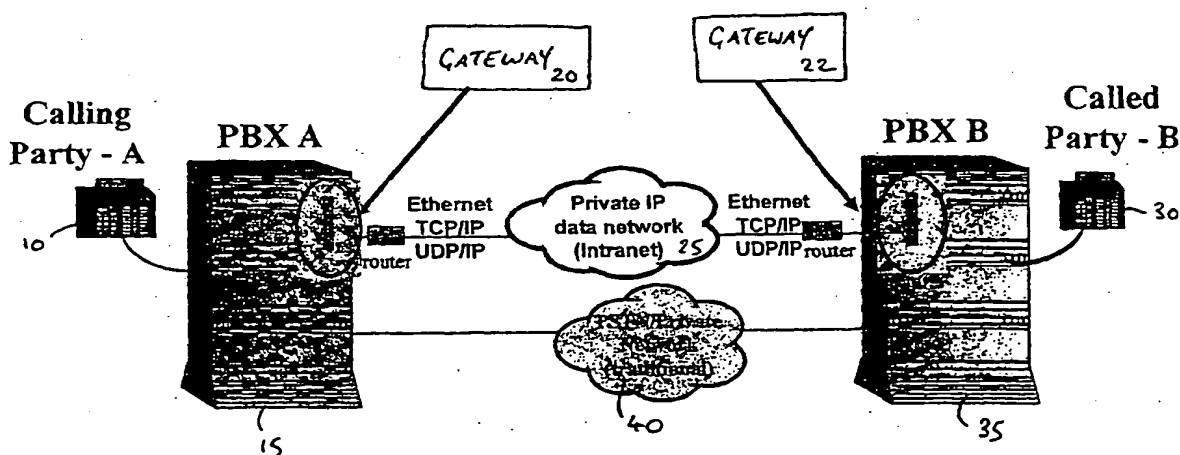 GATEWAY 20
GATEWAY 22
Calling
Party - A
PBX A
PBX B
Called
Party - B
10
Ethernet
TCP/IP
UDP/IP
router
Private IP
data network
(Intranet) 25
Ethernet
TCP/IP
UDP/IP
router
30
Network
15
40
35